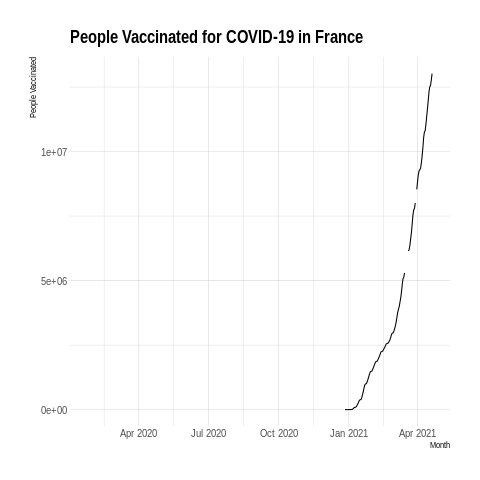 People Vaccinated for COVID-19 in France
People Vaccinated
1e+07
5e+06
0e+00
Apr 2020 Jul 2020 Oct 2020 Jan 2021 Apr 2021
Month